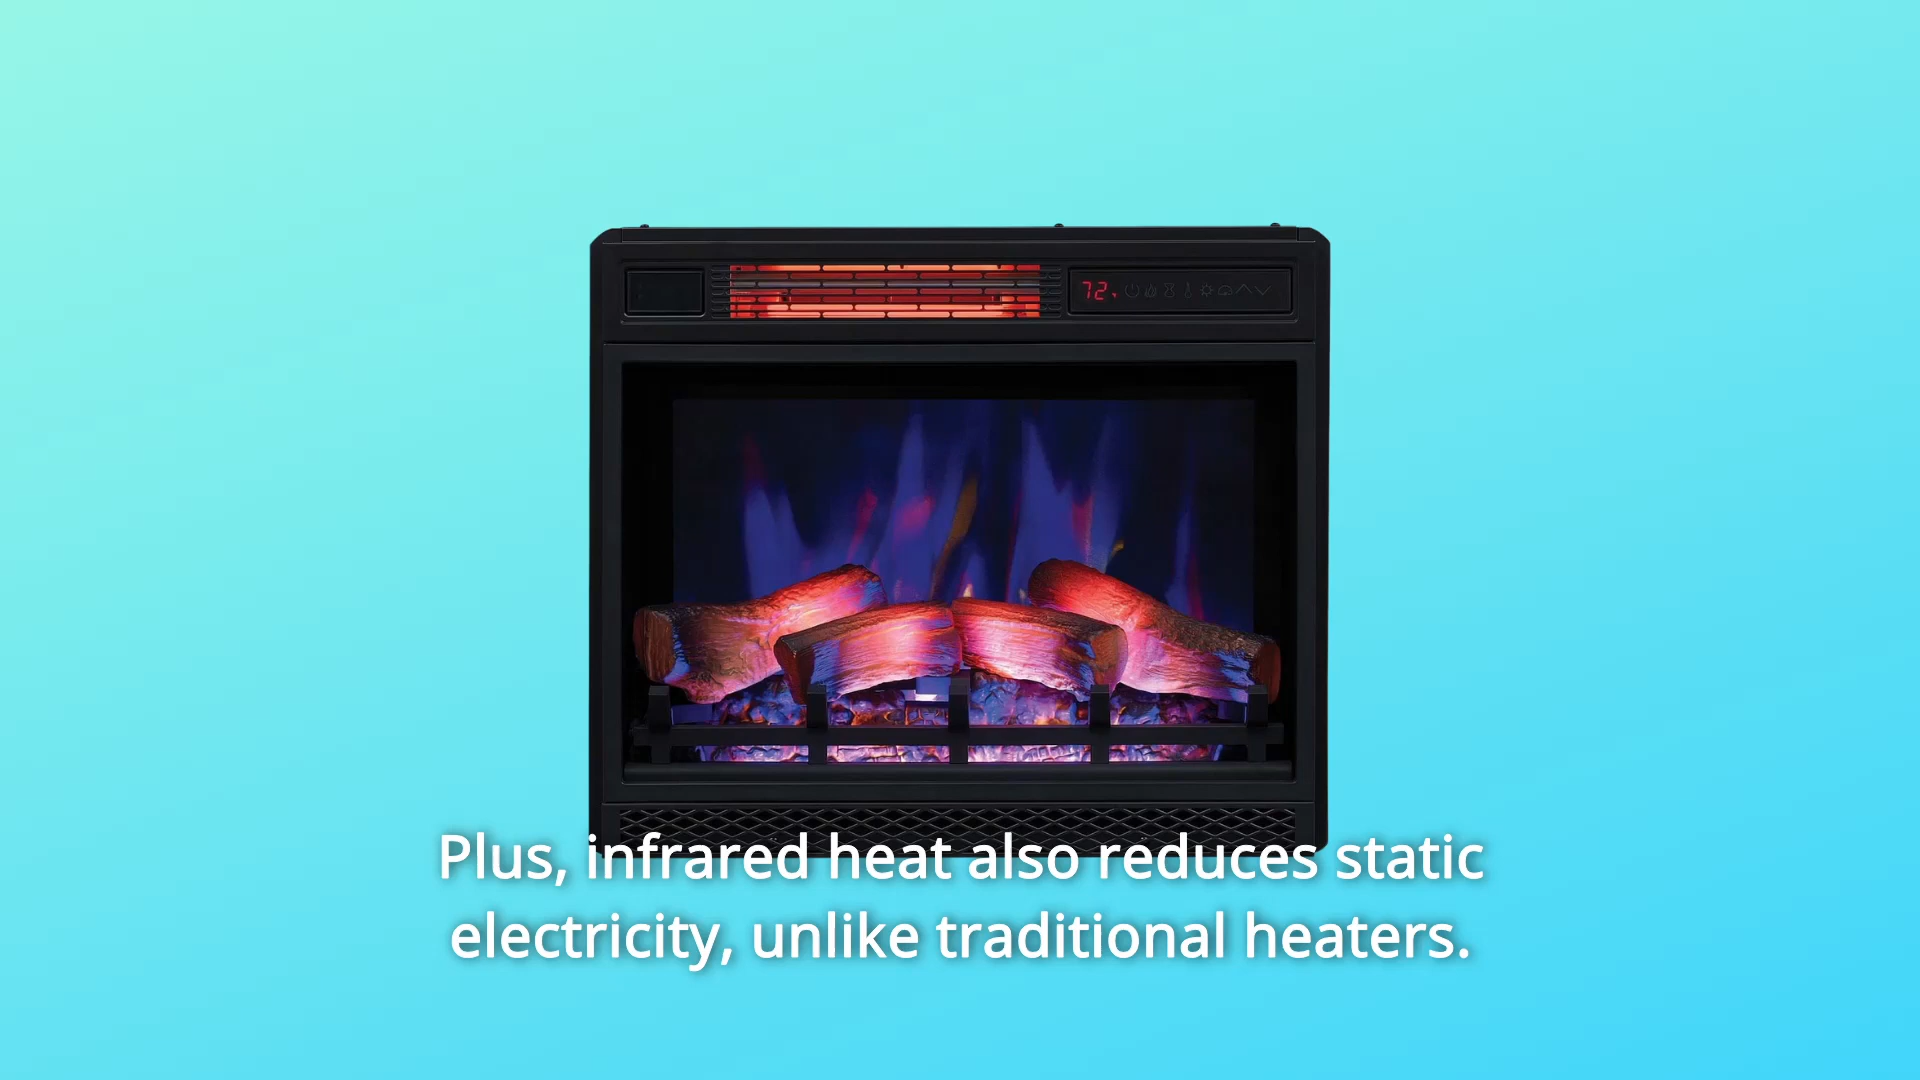 72
Plus, infrared heat also reduces static
electricity, unlike traditional heaters.